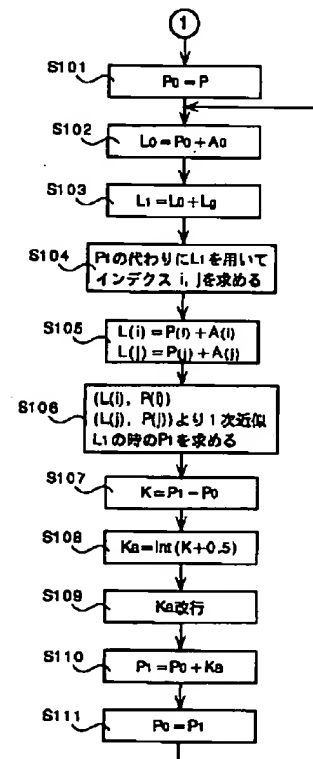 1
S101
P0=P
S102
L0=P0+A0
S103
L1=L0+Lg
S104
P1の代わりにL1を用いて
インデクス i, jを求める
S105
L(i)=P(i)+A(i)
L(j)=P(j)+A(j)
S106
(L(i), P(i))
(L(j), P(j))より1次近似
L1の時のP1を求める
S107
K=P1-P0
S108
Ka=int(K+0.5)
S109
Ka改行
S110
P1=P0+Ka
S111
P0=P1